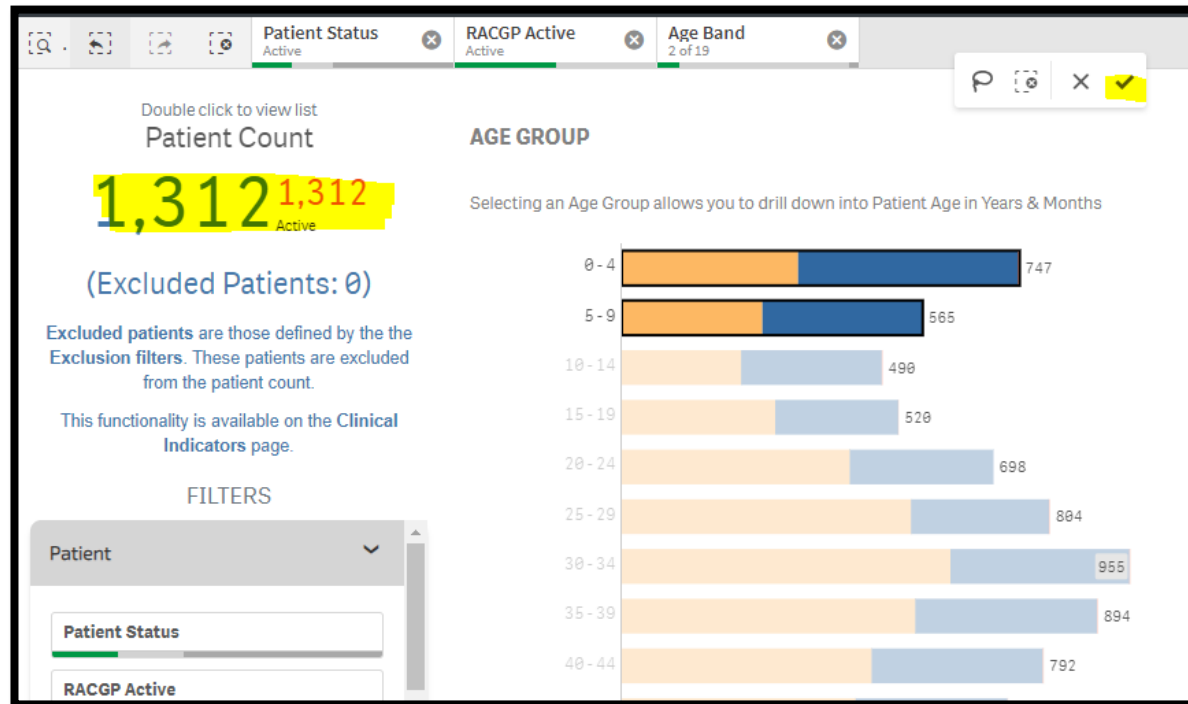 Patient Status
Active
RACGP Active
Active
Age Band
2 of 19
Double click to view list
Patient Count
1,312
1,312
Active
(Excluded Patients: 0)
Excluded patients are those defined by the the
Exclusion filters. These patients are excluded
from the patient count.
This functionality is available on the Clinical
Indicators page.
FILTERS
Patient
Patient Status
RACGP Active
AGE GROUP
Selecting an Age Group allows you to drill down into Patient Age in Years & Months
0-4 747
5-9 565
10-14 490
15-19 520
20-24 698
25-29 804
30-34 955
35-39 894
40-44 792